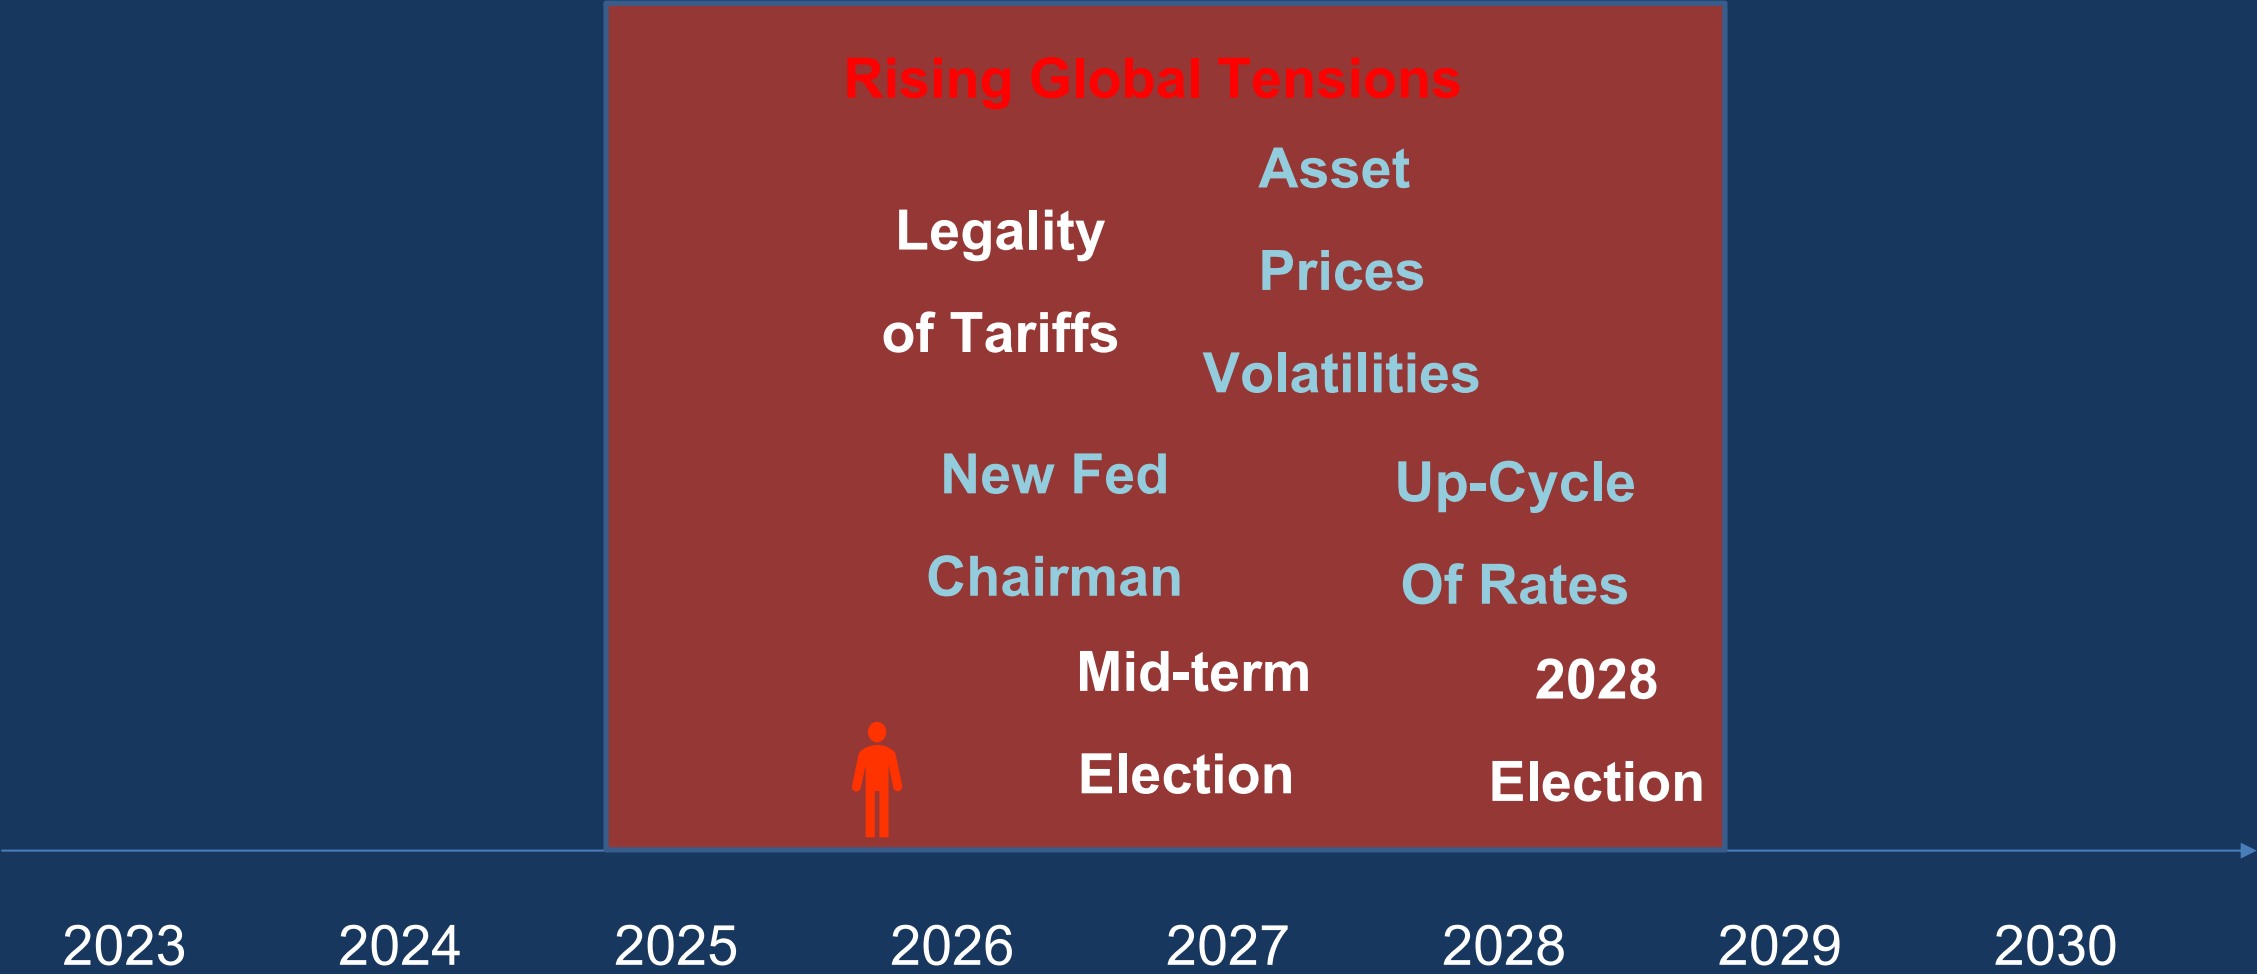 Rising Global Tensions
Legality
of Tariffs
Asset
Prices
Volatilities
New Fed
Chairman
Up-Cycle
Of Rates
Mid-term
Election
2028
Election
2023 2024 2025 2026 2027 2028 2029 2030